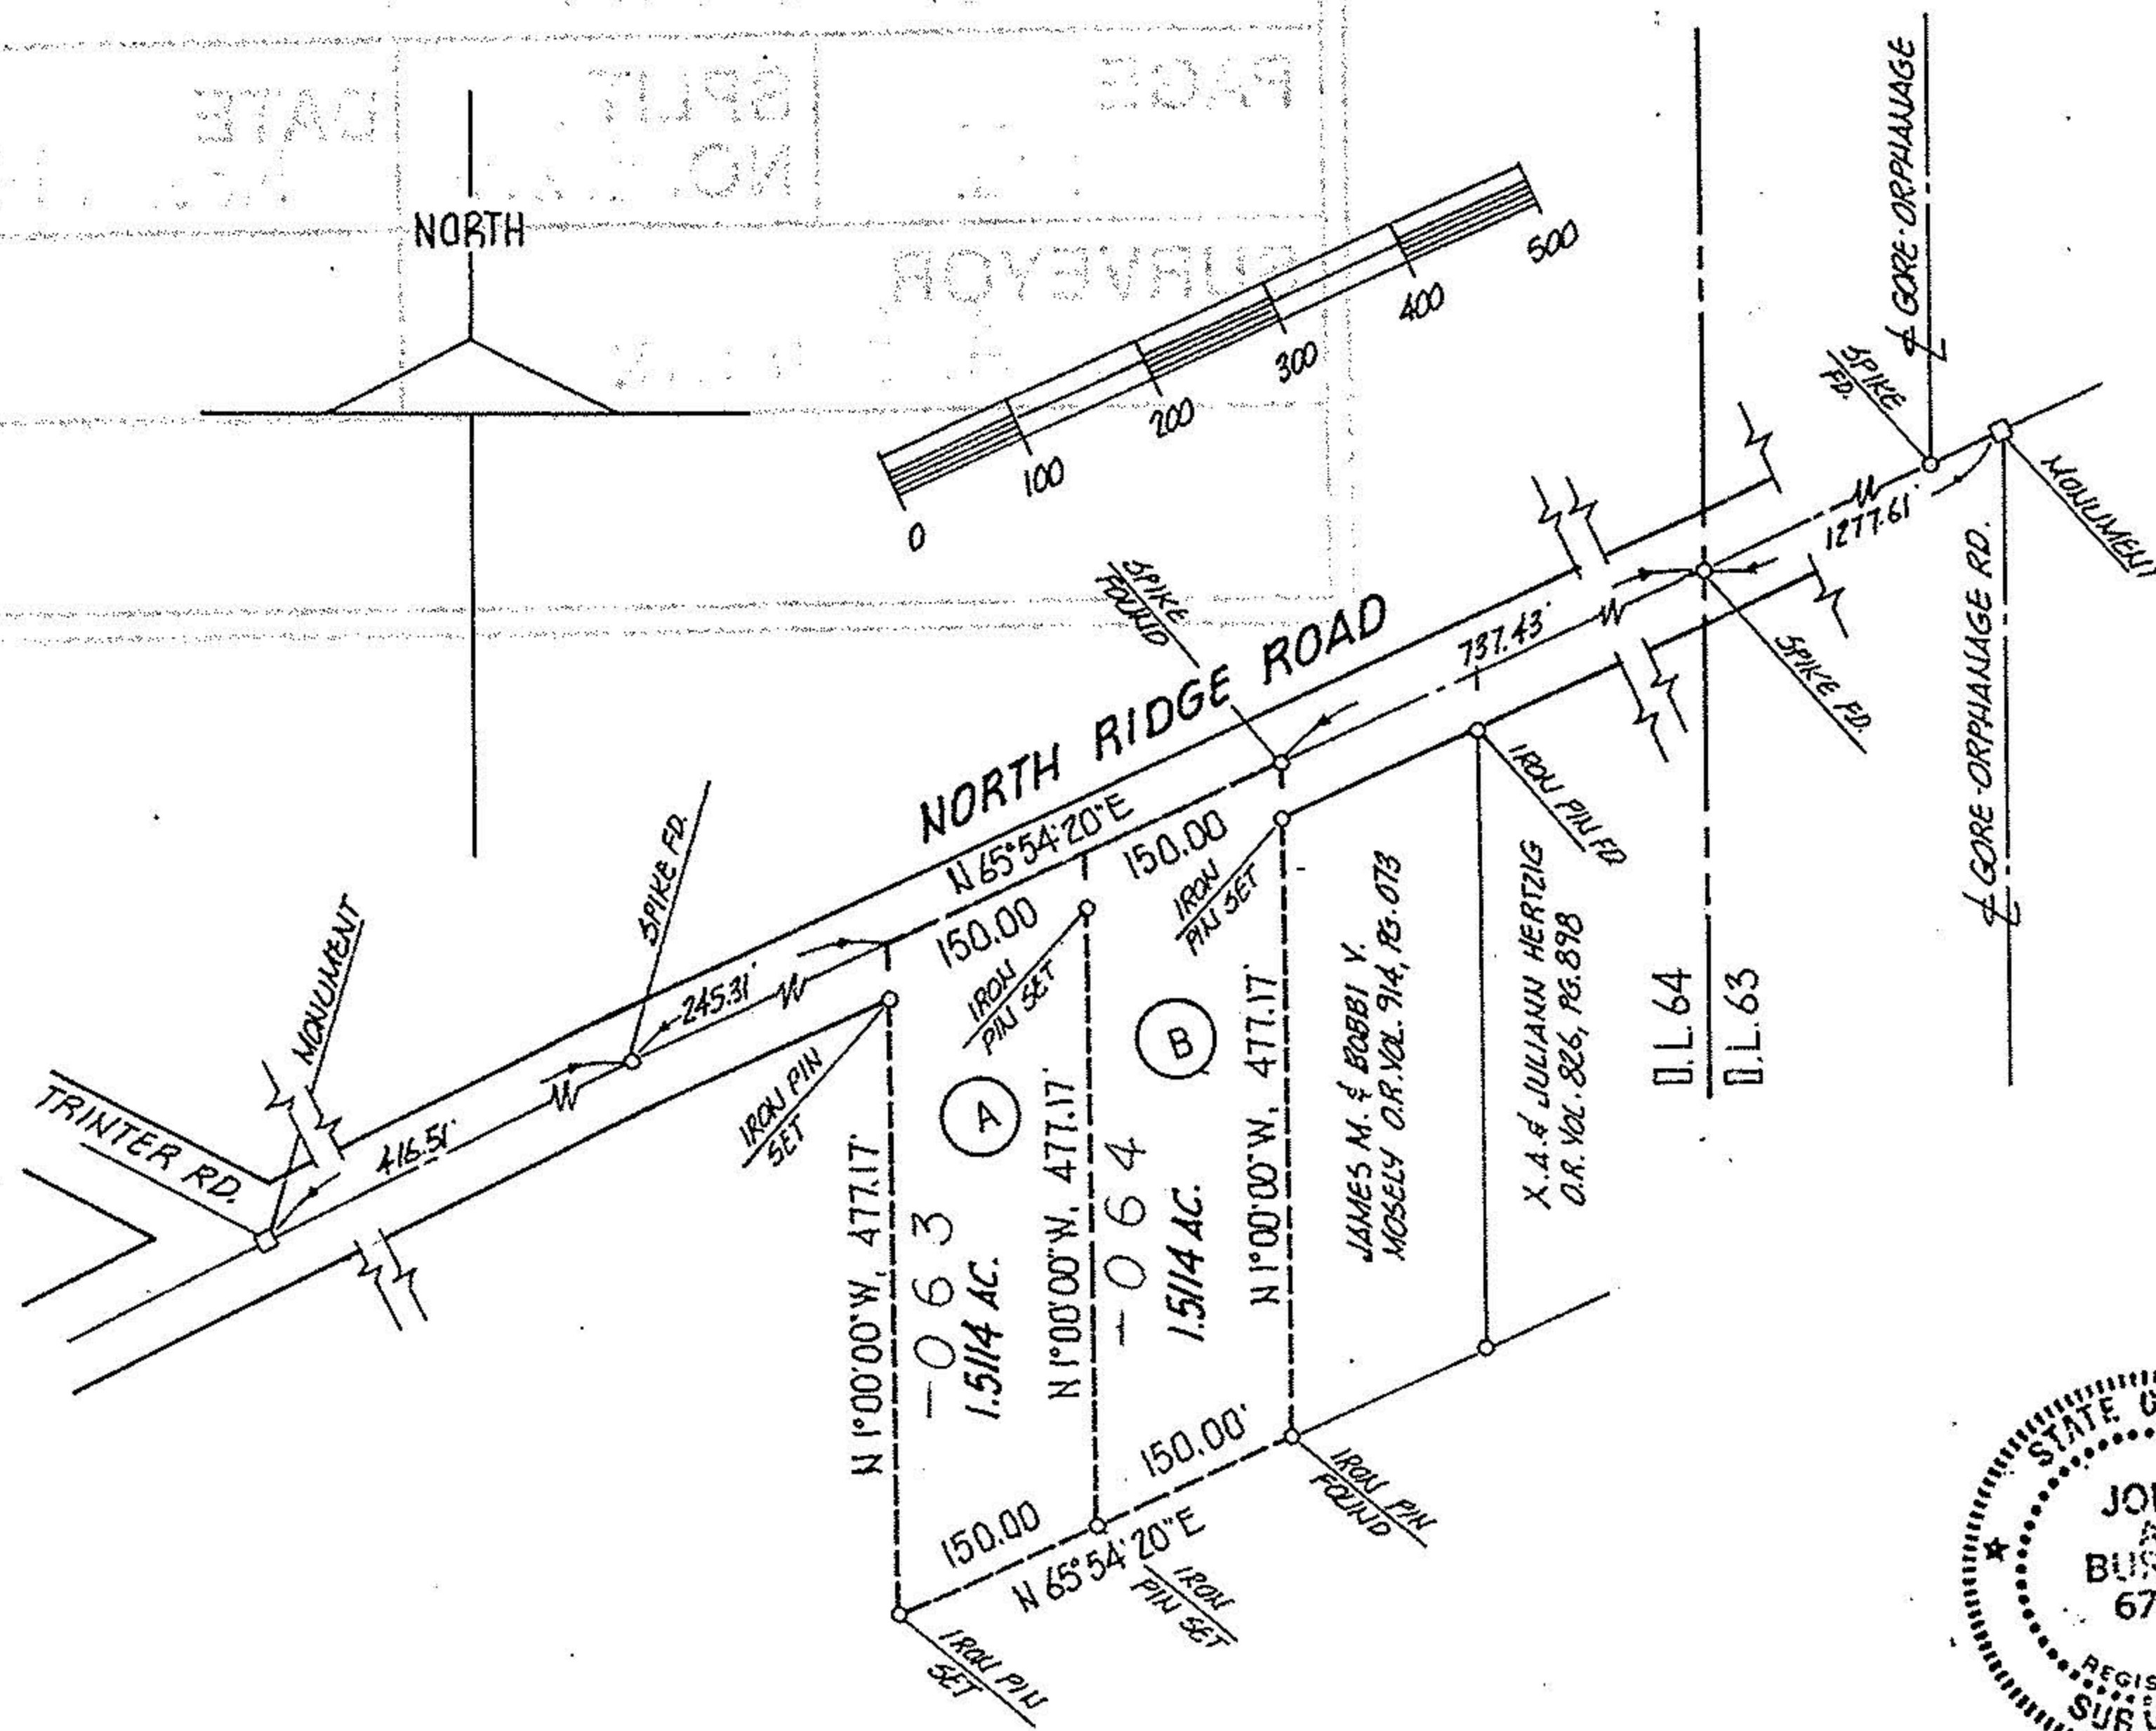 PAGE
SPLIT
NO.
DATE
SURVEYOR
NORTH
0
100
200
300
400
500
℄ GORE-ORPHANAGE
SPIKE
FD.
MONUMENT
1277.61'
℄ GORE-ORPHANAGE RD.
SPIKE
FOUND
NORTH RIDGE ROAD
737.43'
SPIKE FD.
N 65°54'20"E
150.00
150.00
IRON PIN FD
IRON
PIN SET
IRON
PIN SET
SPIKE FD.
245.31'
MONUMENT
TRINTER RD.
416.51'
IRON PIN
SET
A
B
N 1°00'00"W, 477.17'
-063
1.5114 AC.
N 1°00'00"W, 477.17'
-064
1.5114 AC.
N 1°00'00"W, 477.17'
JAMES M. & BOBBI V.
MOSELY O.R. VOL. 914, PG. 073
X.A. & JULIANN HERTZIG
O.R. VOL. 826, PG. 898
O.L. 64
O.L. 63
150.00
150.00'
N 65°54'20"E
IRON PIN
FOUND
IRON
PIN SET
IRON PIN
SET
STATE
67